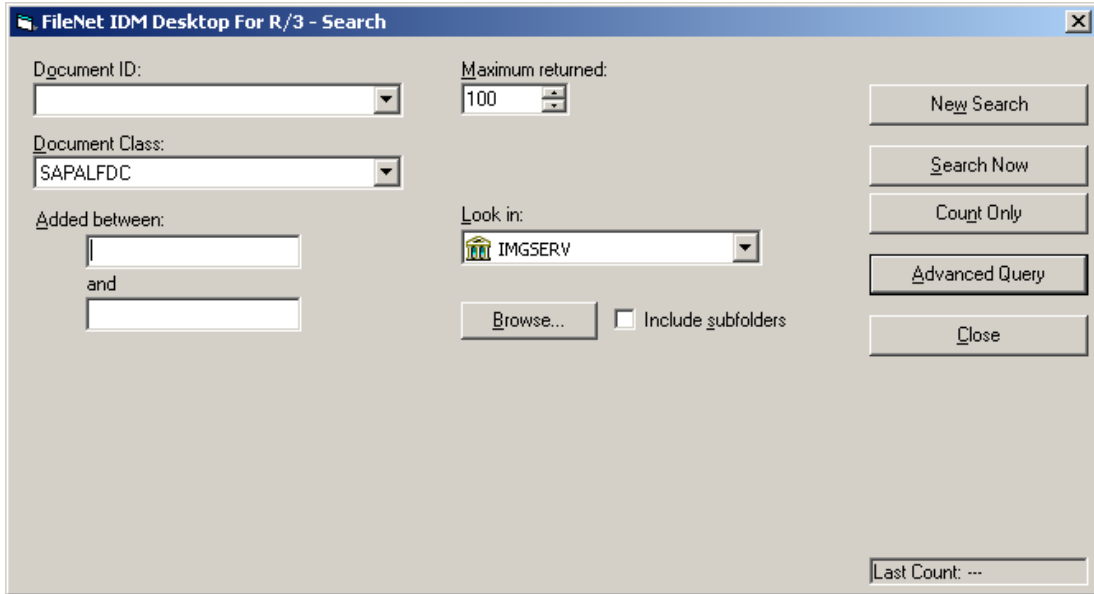 FileNet IDM Desktop For R/3 - Search
Document ID:
Maximum returned:
100
New Search
Document Class:
SAPALFDC
Search Now
Added between:
Look in:
Count Only
IMGSERV
and
Advanced Query
Browse...
Include subfolders
Close
Last Count: ---